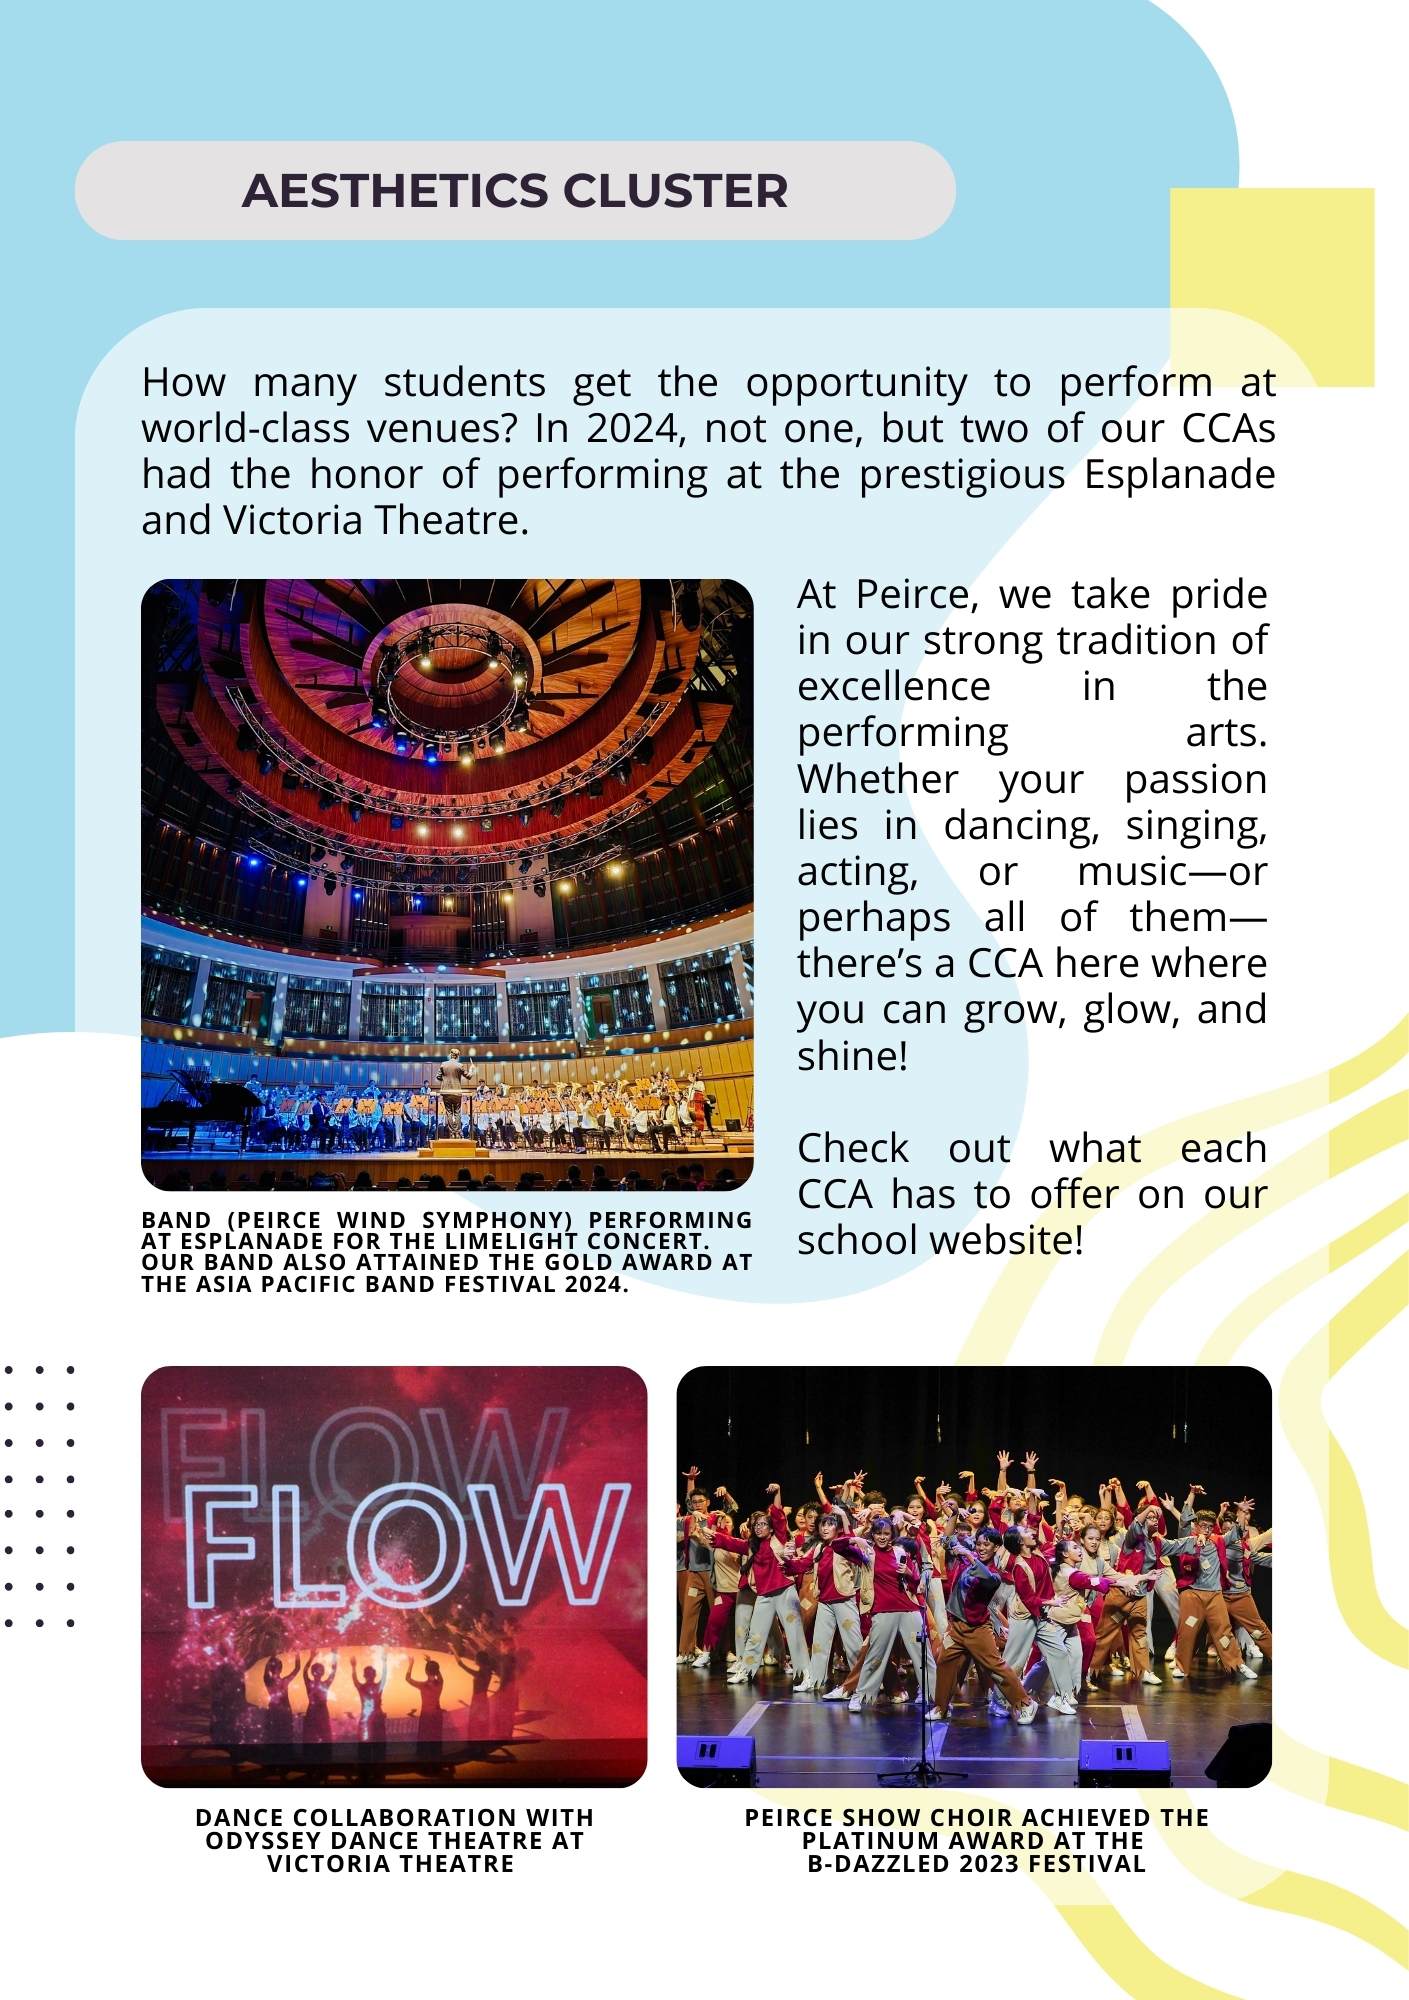 AESTHETICS CLUSTER
How many students get the opportunity to perform at
world-class venues? In 2024, not one, but two of our CCAs
had the honor of performing at the prestigious Esplanade
and Victoria Theatre.
At Peirce, we take pride
in our strong tradition of
excellence in the
performing arts.
Whether your passion
lies in dancing, singing,
acting, or music—or
perhaps all of them—
there’s a CCA here where
you can grow, glow, and
shine!
Check out what each
CCA has to offer on our
school website!
BAND (PEIRCE WIND SYMPHONY) PERFORMING
AT ESPLANADE FOR THE LIMELIGHT CONCERT.
OUR BAND ALSO ATTAINED THE GOLD AWARD AT
THE ASIA PACIFIC BAND FESTIVAL 2024.
FLOW
FLOW
DANCE COLLABORATION WITH
ODYSSEY DANCE THEATRE AT
VICTORIA THEATRE
PEIRCE SHOW CHOIR ACHIEVED THE
PLATINUM AWARD AT THE
B-DAZZLED 2023 FESTIVAL